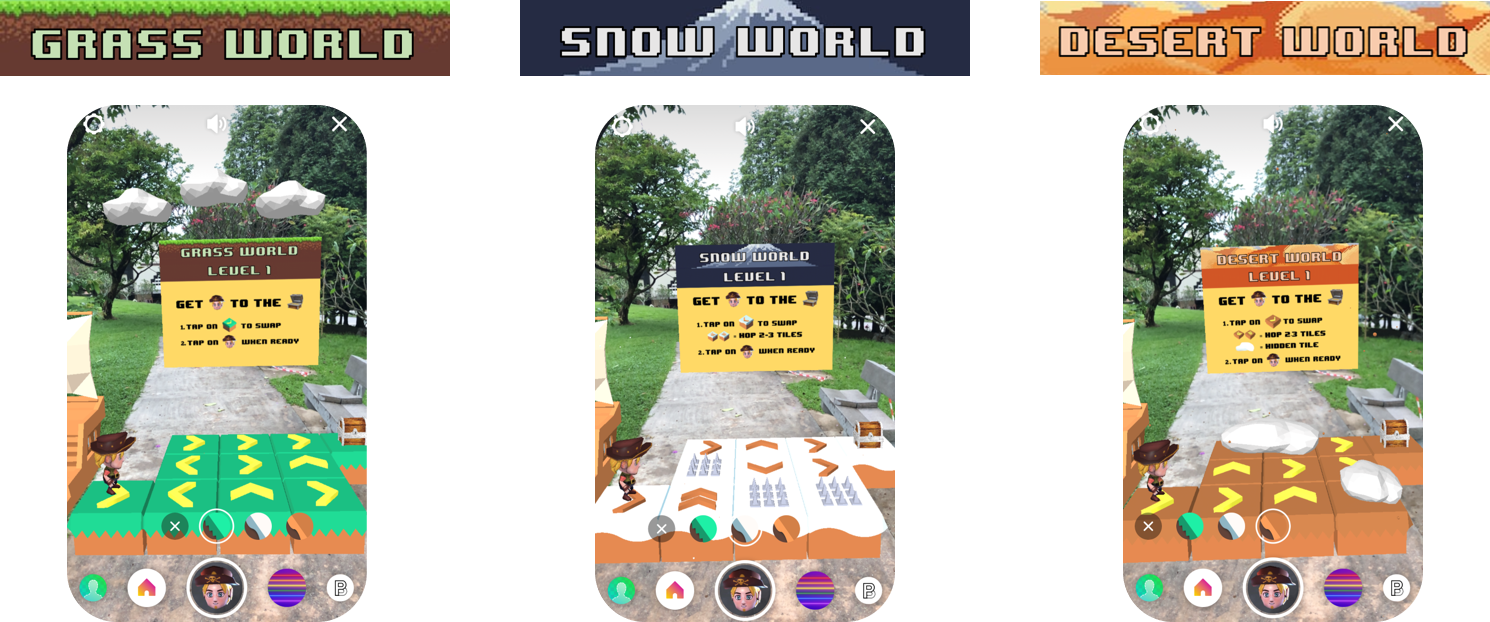 GRASS WORLD
SNOW WORLD
DESERT WORLD
GRASS WORLD
LEVEL 1
GET TO THE
1. TAP ON TO SWAP
2. TAP ON WHEN READY
SNOW WORLD
LEVEL 1
GET TO THE
1. TAP ON TO SWAP
= HOP 2-3 TILES
2. TAP ON WHEN READY
DESERT WORLD
LEVEL 1
GET TO THE
1. TAP ON TO SWAP
= HOP 2-3 TILES
= HIDDEN TILE
2. TAP ON WHEN READY
B
B
B